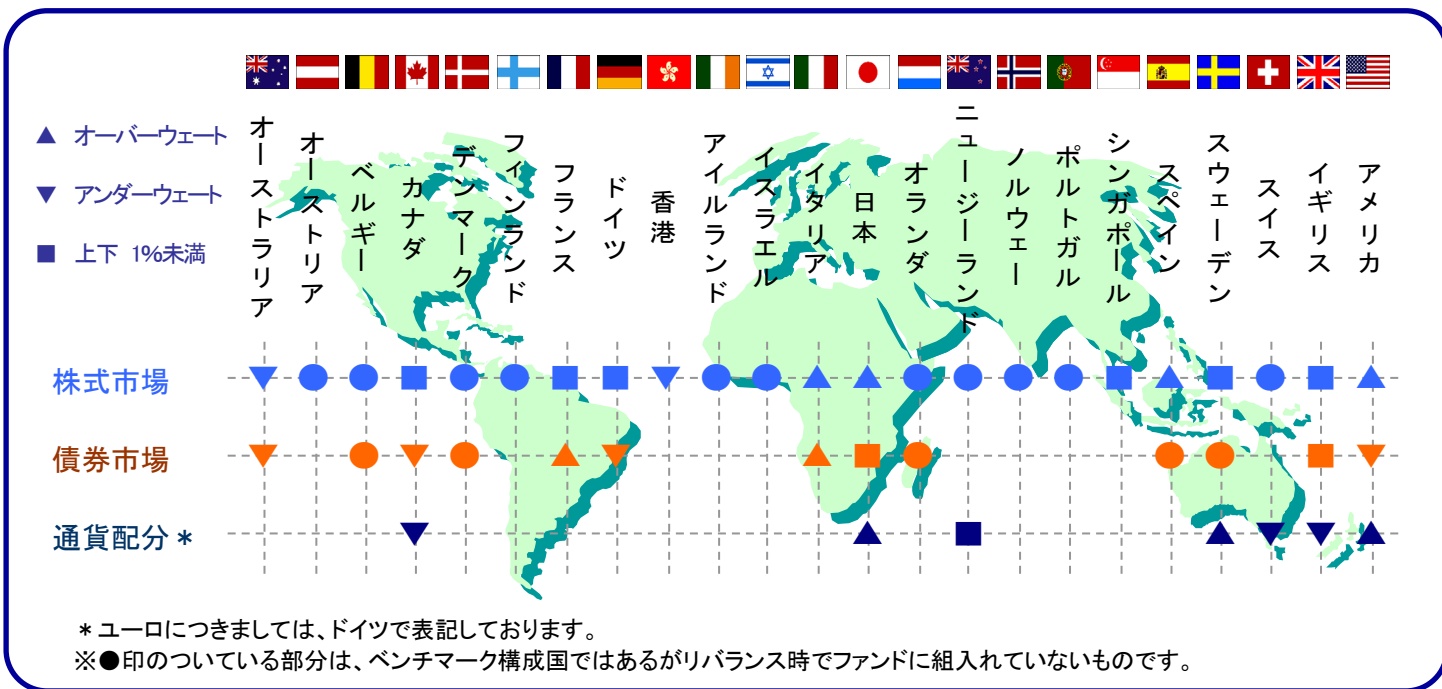 ▲ オーバーウェート
▼ アンダーウェート
■ 上下 1%未満
オーストラリア
オーストリア
ベルギー
カナダ
デンマーク
フィンランド
フランス
ドイツ
香港
アイルランド
イスラエル
イタリア
日本
オランダ
ニュージーランド
ノルウェー
ポルトガル
シンガポール
スペイン
スウェーデン
スイス
イギリス
アメリカ
株式市場
債券市場
通貨配分*
*ユーロにつきましては、ドイツで表記しております。
※●印のついている部分は、ベンチマーク構成国ではあるがリバランス時でファンドに組入れていないものです。